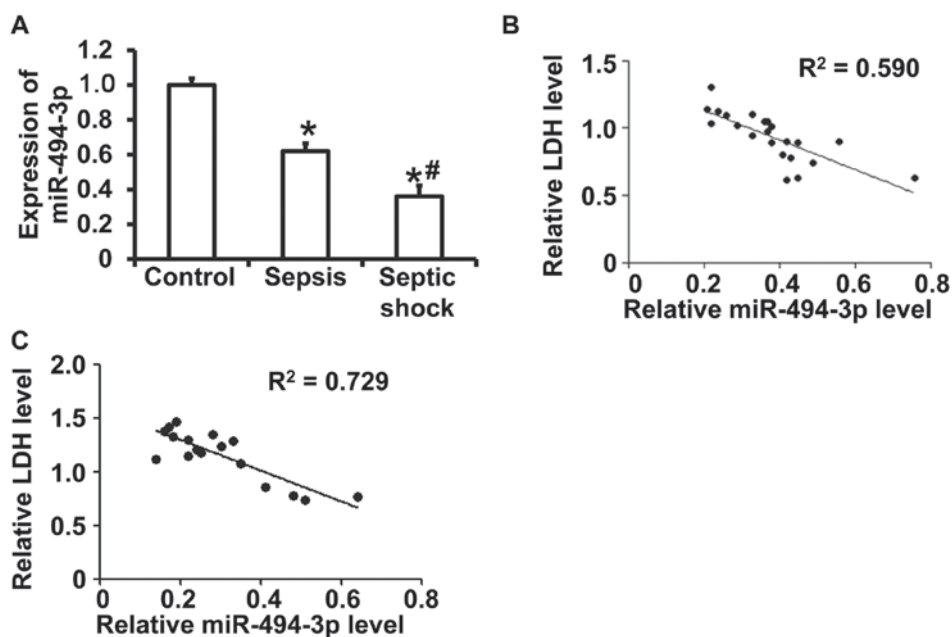 A
Expression of
miR-494-3p
1.2
1.0
0.8
0.6
0.4
0.2
0
*
*#
Control
Sepsis
Septic
shock
B
Relative LDH level
1.5
1.0
0.5
0
R² = 0.590
0
0.2
0.4
0.6
0.8
Relative miR-494-3p level
C
Relative LDH level
2.0
1.5
1.0
0.5
0
R² = 0.729
0
0.2
0.4
0.6
0.8
Relative miR-494-3p level